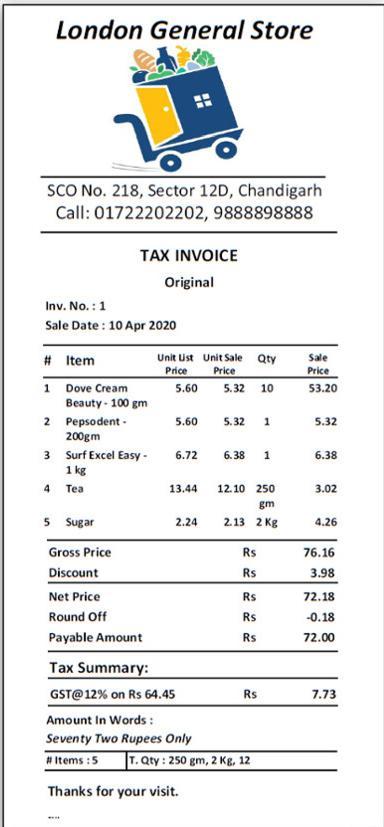 London General Store
SCO No. 218, Sector 12D, Chandigarh
Call: 01722202202, 9888898888
TAX INVOICE
Original
Inv. No. : 1
Sale Date : 10 Apr 2020
# Item Unit List Price Unit Sale Price Qty Sale Price
1 Dove Cream 5.60 5.32 10 53.20
Beauty - 100 gm
2 Pepsodent - 5.60 5.32 1 5.32
200gm
3 Surf Excel Easy - 6.72 6.38 1 6.38
1 kg
4 Tea 13.44 12.10 250 3.02
gm
5 Sugar 2.24 2.13 2 Kg 4.26
Gross Price Rs 76.16
Discount Rs 3.98
Net Price Rs 72.18
Round Off Rs -0.18
Payable Amount Rs 72.00
Tax Summary:
GST@12% on Rs 64.45 Rs 7.73
Amount In Words :
Seventy Two Rupees Only
# Items : 5 T. Qty : 250 gm, 2 Kg, 12
Thanks for your visit.